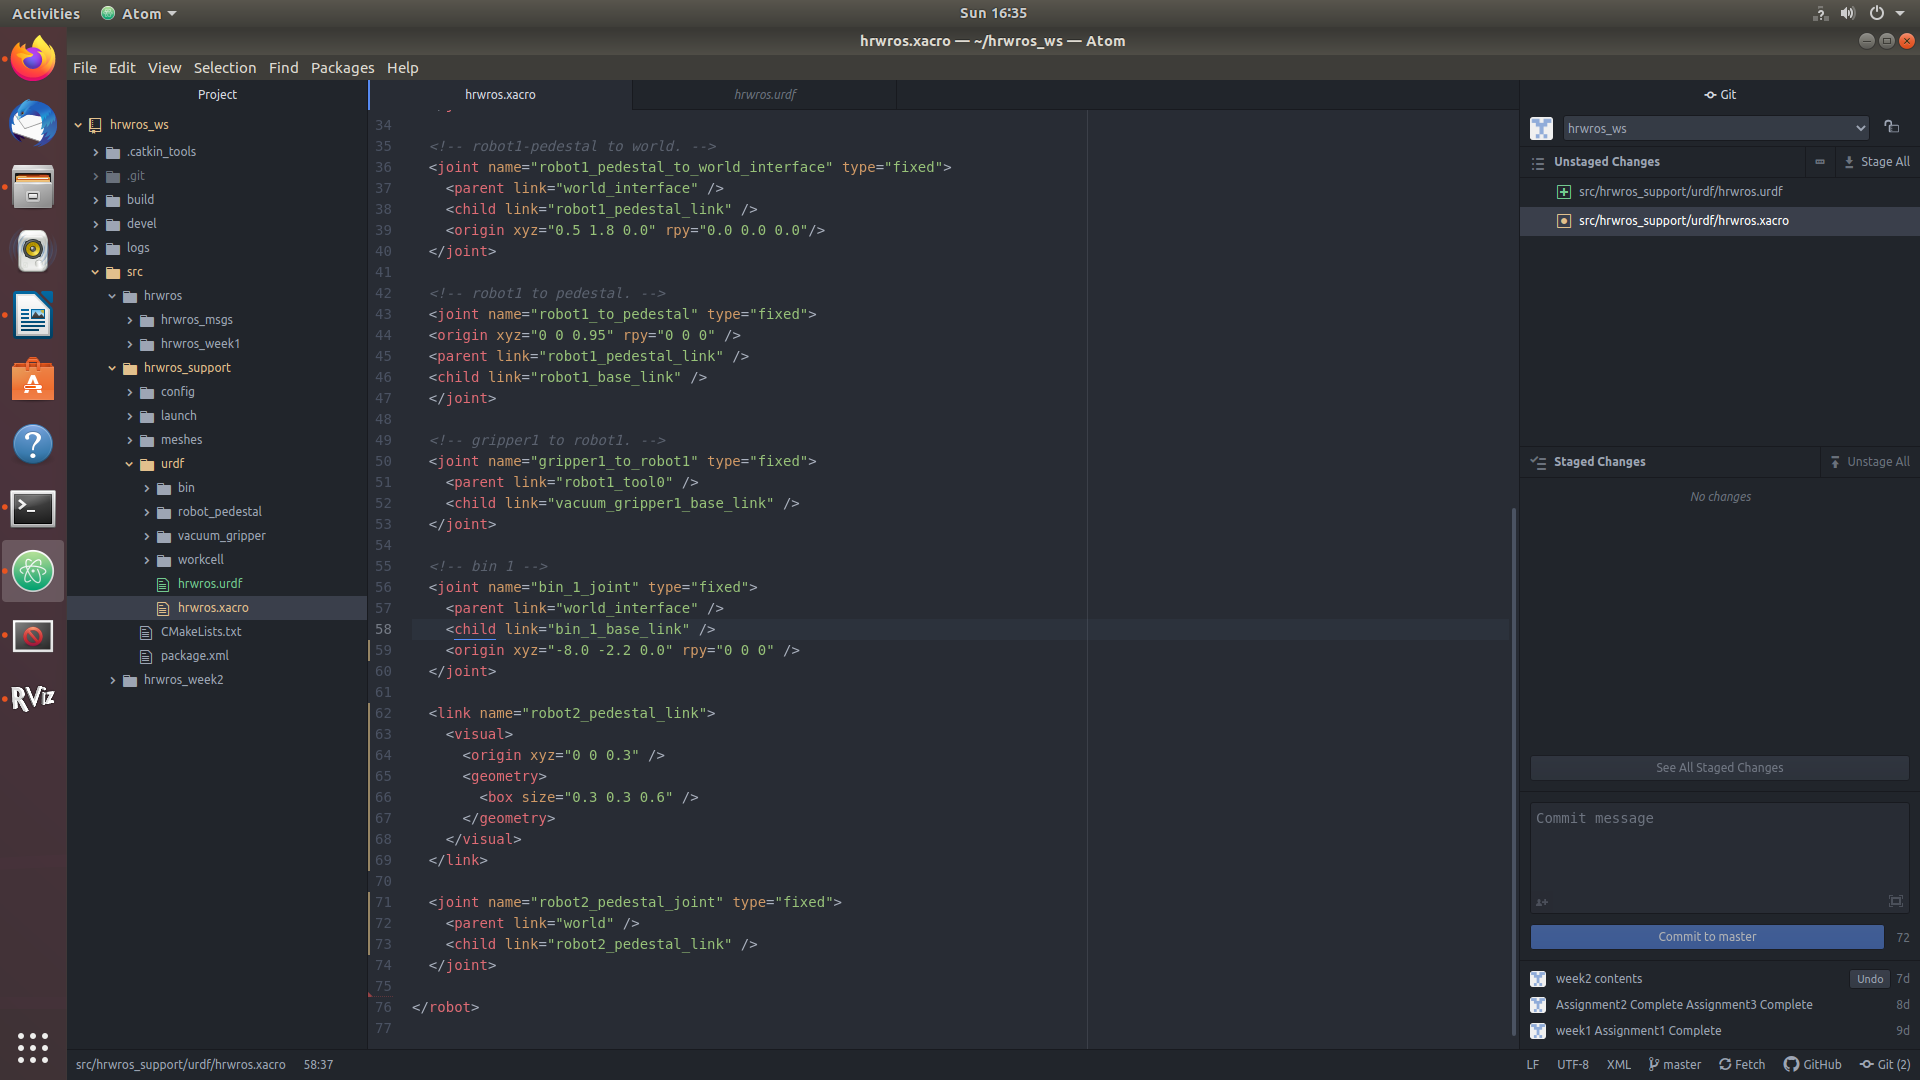 Activities Atom Sun 16:35
hrwros.xacro — ~/hrwros_ws — Atom
File Edit View Selection Find Packages Help
Project
hrwros_ws
.catkin_tools
.git
build
devel
logs
src
hrwros
hrwros_msgs
hrwros_week1
hrwros_support
config
launch
meshes
urdf
bin
robot_pedestal
vacuum_gripper
workcell
hrwros.urdf
hrwros.xacro
CMakeLists.txt
package.xml
hrwros_week2
RViz
hrwros.xacro hrwros.urdf
34
35 <!-- robot1-pedestal to world. -->
36 <joint name="robot1_pedestal_to_world_interface" type="fixed">
37 <parent link="world_interface" />
38 <child link="robot1_pedestal_link" />
39 <origin xyz="0.5 1.8 0.0" rpy="0.0 0.0 0.0"/>
40 </joint>
41
42 <!-- robot1 to pedestal. -->
43 <joint name="robot1_to_pedestal" type="fixed">
44 <origin xyz="0 0 0.95" rpy="0 0 0" />
45 <parent link="robot1_pedestal_link" />
46 <child link="robot1_base_link" />
47 </joint>
48
49 <!-- gripper1 to robot1. -->
50 <joint name="gripper1_to_robot1" type="fixed">
51 <parent link="robot1_tool0" />
52 <child link="vacuum_gripper1_base_link" />
53 </joint>
54
55 <!-- bin 1 -->
56 <joint name="bin_1_joint" type="fixed">
57 <parent link="world_interface" />
58 <child link="bin_1_base_link" />
59 <origin xyz="-8.0 -2.2 0.0" rpy="0 0 0" />
60 </joint>
61
62 <link name="robot2_pedestal_link">
63 <visual>
64 <origin xyz="0 0 0.3" />
65 <geometry>
66 <box size="0.3 0.3 0.6" />
67 </geometry>
68 </visual>
69 </link>
70
71 <joint name="robot2_pedestal_joint" type="fixed">
72 <parent link="world" />
73 <child link="robot2_pedestal_link" />
74 </joint>
75
76 </robot>
77
Git
hrwros_ws
Unstaged Changes Stage All
src/hrwros_support/urdf/hrwros.urdf
src/hrwros_support/urdf/hrwros.xacro
Staged Changes Unstage All
No changes
See All Staged Changes
Commit message
Commit to master 72
week2 contents Undo 7d
Assignment2 Complete Assignment3 Complete 8d
week1 Assignment1 Complete 9d
src/hrwros_support/urdf/hrwros.xacro 58:37 LF UTF-8 XML master Fetch GitHub Git (2)